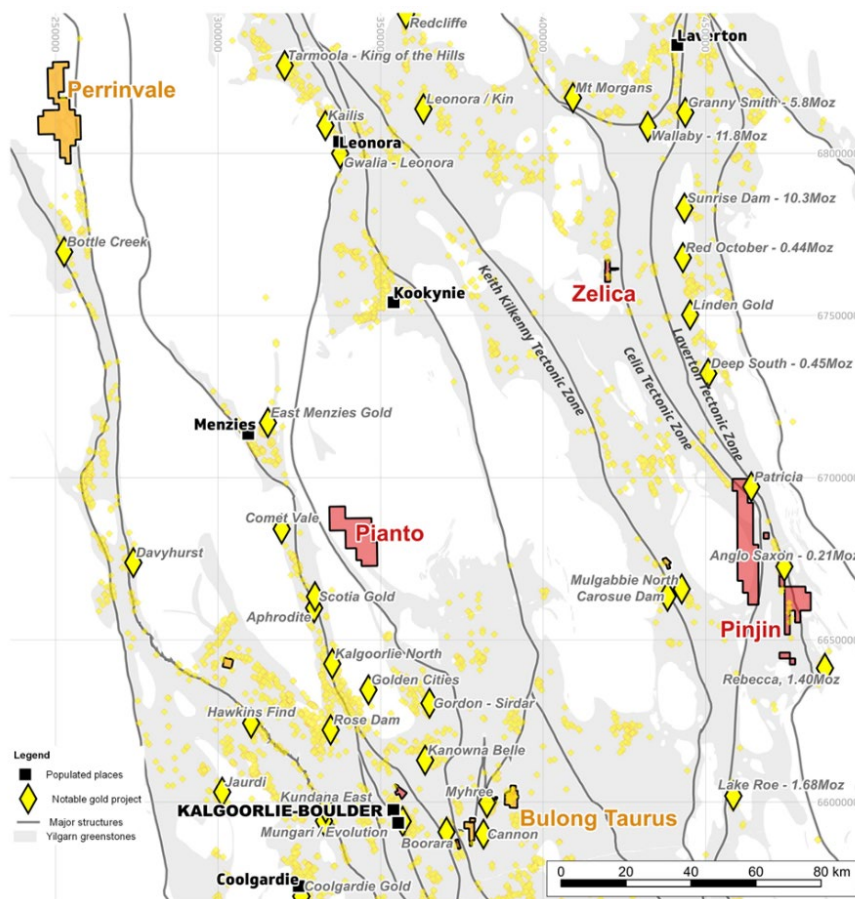 250000
300000
350000
400000
450000
Redcliffe
Laverton
Tarmoola - King of the Hills
Perrinvale
Mt Morgans
Leonora / Kin
Granny Smith - 5.8Moz
Kailis
Wallaby - 11.8Moz
Leonora
6800000
Gwalia - Leonora
Sunrise Dam - 10.3Moz
Bottle Creek
Red October - 0.44Moz
Keith Kilkenny Tectonic Zone
Zelica
Kookynie
Linden Gold
6750000
Celia Tectonic Zone
Laverton Tectonic Zone
Deep South - 0.45Moz
East Menzies Gold
Menzies
Patricia
6700000
Comet Vale
Pianto
Davyhurst
Anglo Saxon - 0.21Moz
Mulgabbie North
Carosue Dam
Scotia Gold
Aphrodite
Pinjin
6650000
Kalgoorlie North
Rebecca, 1.40Moz
Golden Cities
Gordon - Sirdar
Hawkins Find
Rose Dam
Legend
Populated places
Notable gold project
Major structures
Yilgarn greenstones
Kanowna Belle
Jaurdi
Kundana East
Myhree
Lake Roe - 1.68Moz
6600000
KALGOORLIE-BOULDER
Bulong Taurus
Mungari / Evolution
Boorara
Cannon
Coolgardie
Coolgardie Gold
0 20 40 60 80 km